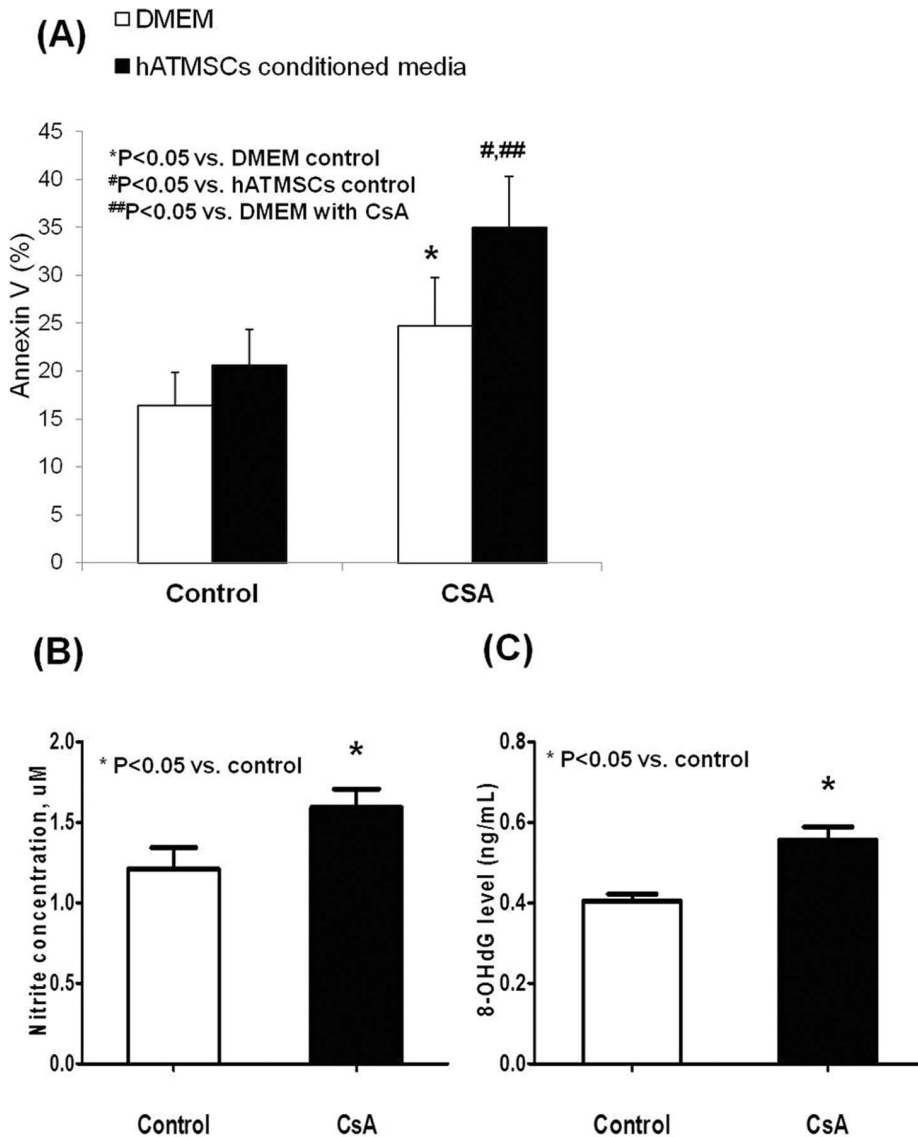 (A)
DMEM
hATMSCs conditioned media
*P<0.05 vs. DMEM control
#P<0.05 vs. hATMSCs control
##P<0.05 vs. DMEM with CsA
#,##
*
Annexin V (%)
45
40
35
30
25
20
15
10
5
0
Control
CSA
(B)
* P<0.05 vs. control
*
Nitrite concentration, uM
2.0
1.5
1.0
0.5
0.0
Control
CsA
(C)
* P<0.05 vs. control
*
8-OHdG level (ng/mL)
0.8
0.6
0.4
0.2
0.0
Control
CsA